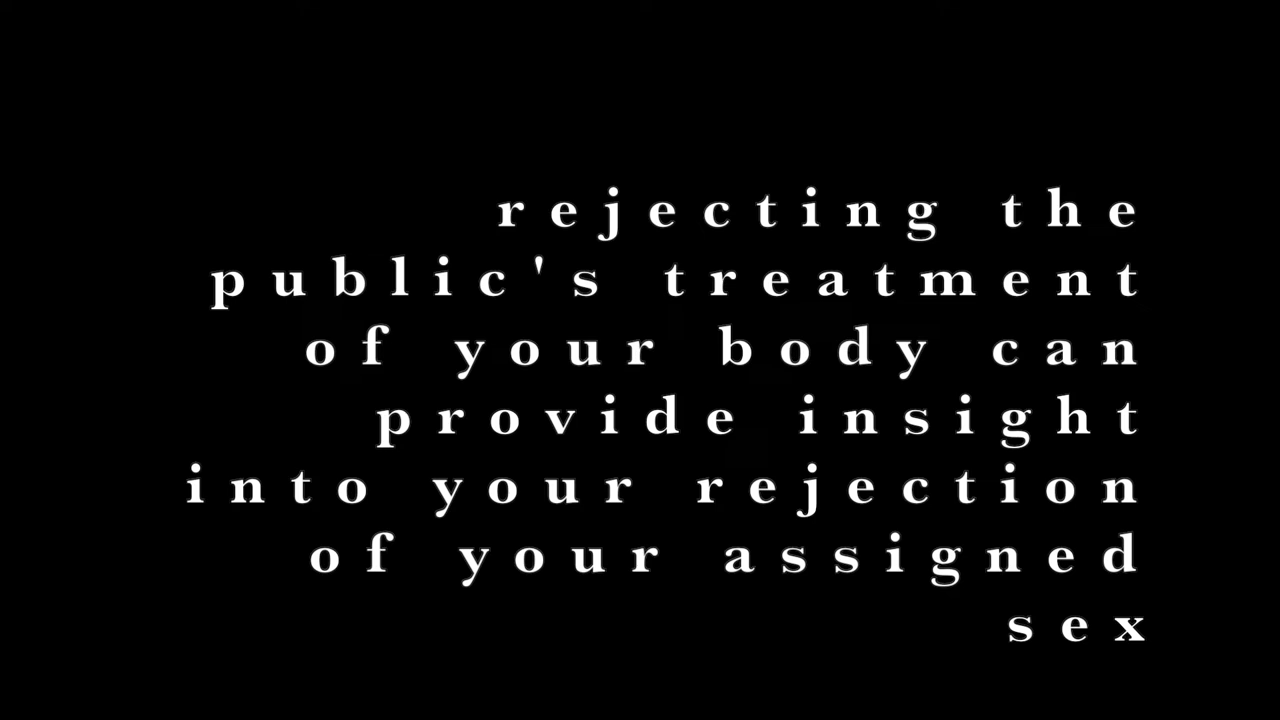 rejecting the
public's treatment
of your body can
provide insight
into your rejection
of your assigned
sex